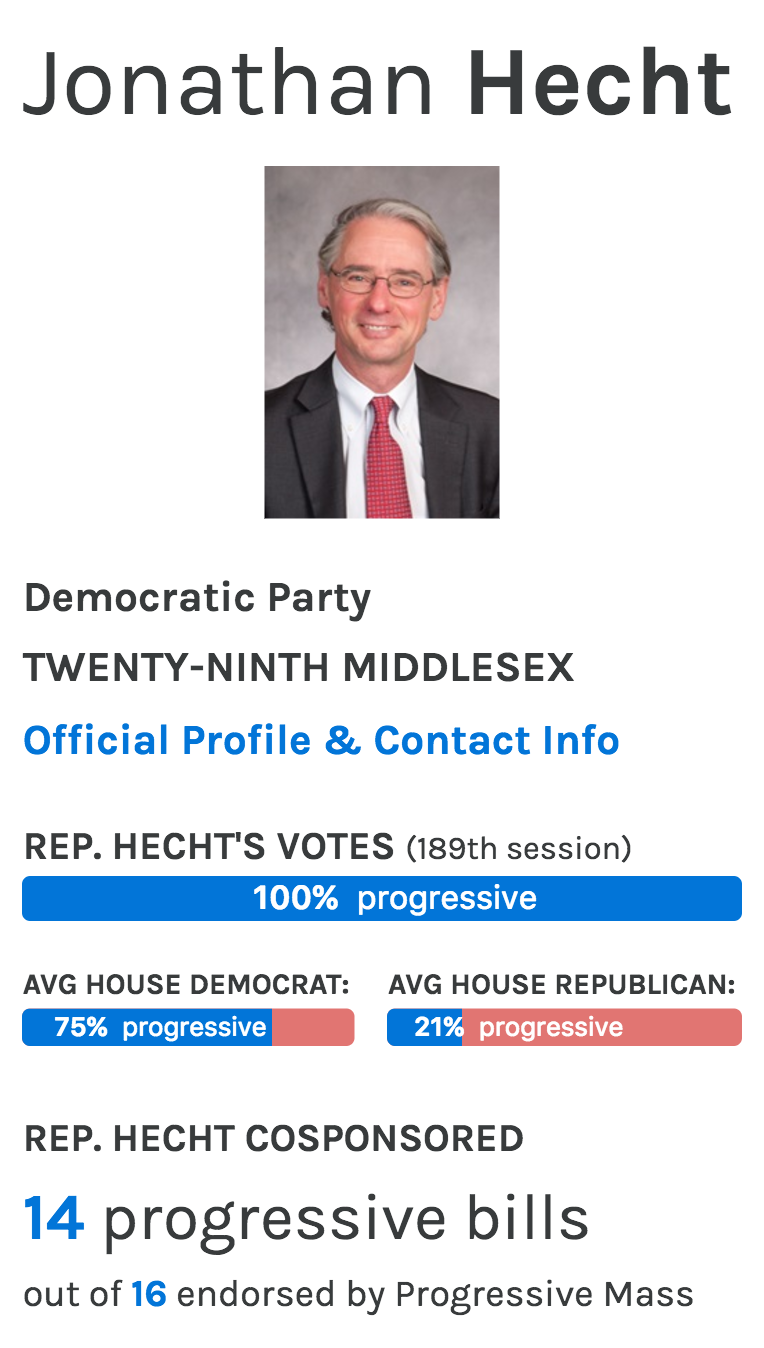 Jonathan Hecht
Democratic Party
TWENTY-NINTH MIDDLESEX
Official Profile & Contact Info
REP. HECHT'S VOTES (189th session)
100% progressive
AVG HOUSE DEMOCRAT:
75% progressive
AVG HOUSE REPUBLICAN:
21% progressive
REP. HECHT COSPONSORED
14 progressive bills
out of 16 endorsed by Progressive Mass